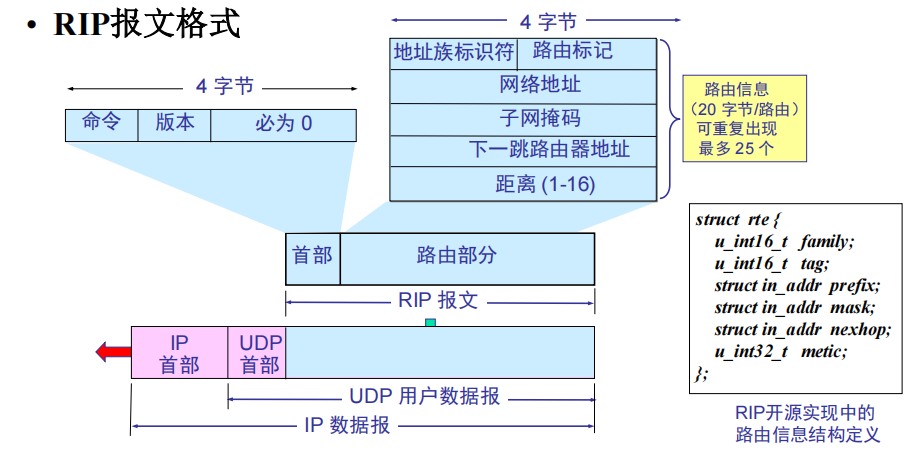 • RIP报文格式
4 字节
地址族标识符 路由标记
网络地址
子网掩码
下一跳路由器地址
距离 (1-16)
路由信息
（20 字节/路由）
可重复出现
最多 25 个
4 字节
命令 版本 必为 0
首部 路由部分
RIP 报文
IP
首部
UDP
首部
UDP 用户数据报
IP 数据报
struct rte {
u_int16_t family;
u_int16_t tag;
struct in_addr prefix;
struct in_addr mask;
struct in_addr nexhop;
u_int32_t metic;
};
RIP开源实现中的
路由信息结构定义